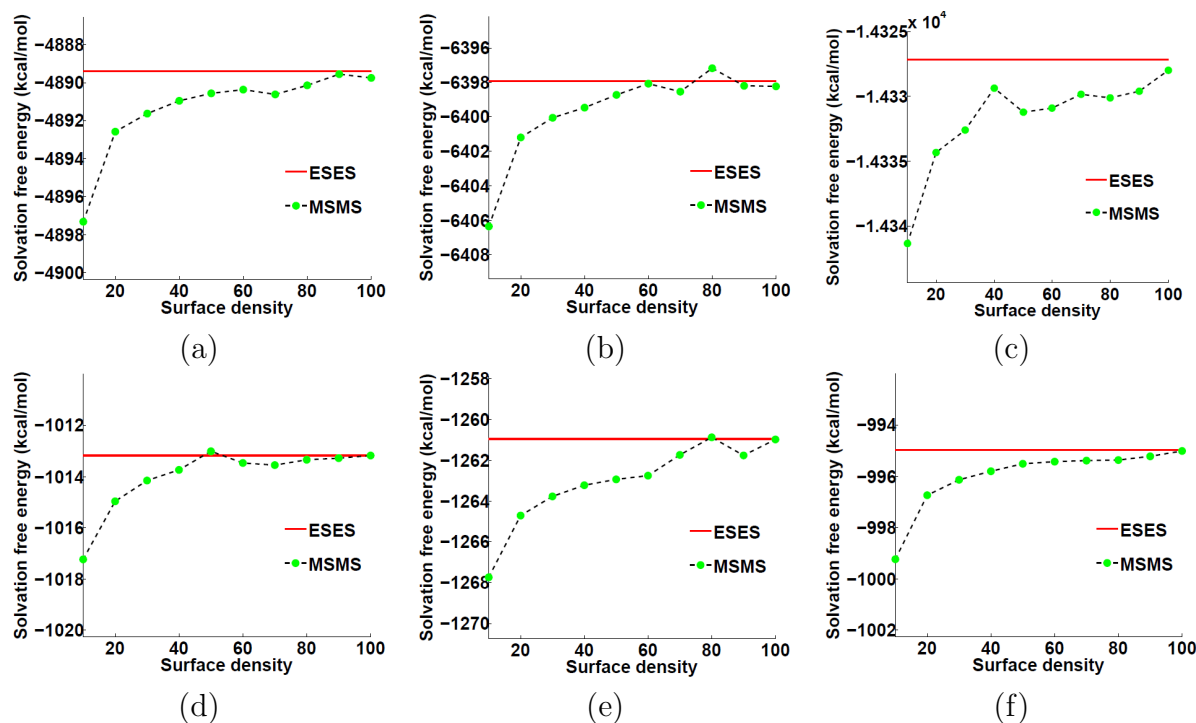 Solvation free energy (kcal/mol)
−4888
−4890
−4892
−4894
−4896
−4898
−4900
20 40 60 80 100
Surface density
ESES
MSMS
(a)
Solvation free energy (kcal/mol)
−6396
−6398
−6400
−6402
−6404
−6406
−6408
20 40 60 80 100
Surface density
ESES
MSMS
(b)
Solvation free energy (kcal/mol)
x 10⁴
−1.4325
−1.433
−1.4335
−1.434
20 40 60 80 100
Surface density
ESES
MSMS
(c)
Solvation free energy (kcal/mol)
−1012
−1014
−1016
−1018
−1020
20 40 60 80 100
Surface density
ESES
MSMS
(d)
Solvation free energy (kcal/mol)
−1258
−1260
−1262
−1264
−1266
−1268
−1270
20 40 60 80 100
Surface density
ESES
MSMS
(e)
Solvation free energy (kcal/mol)
−994
−996
−998
−1000
−1002
20 40 60 80 100
Surface density
ESES
MSMS
(f)